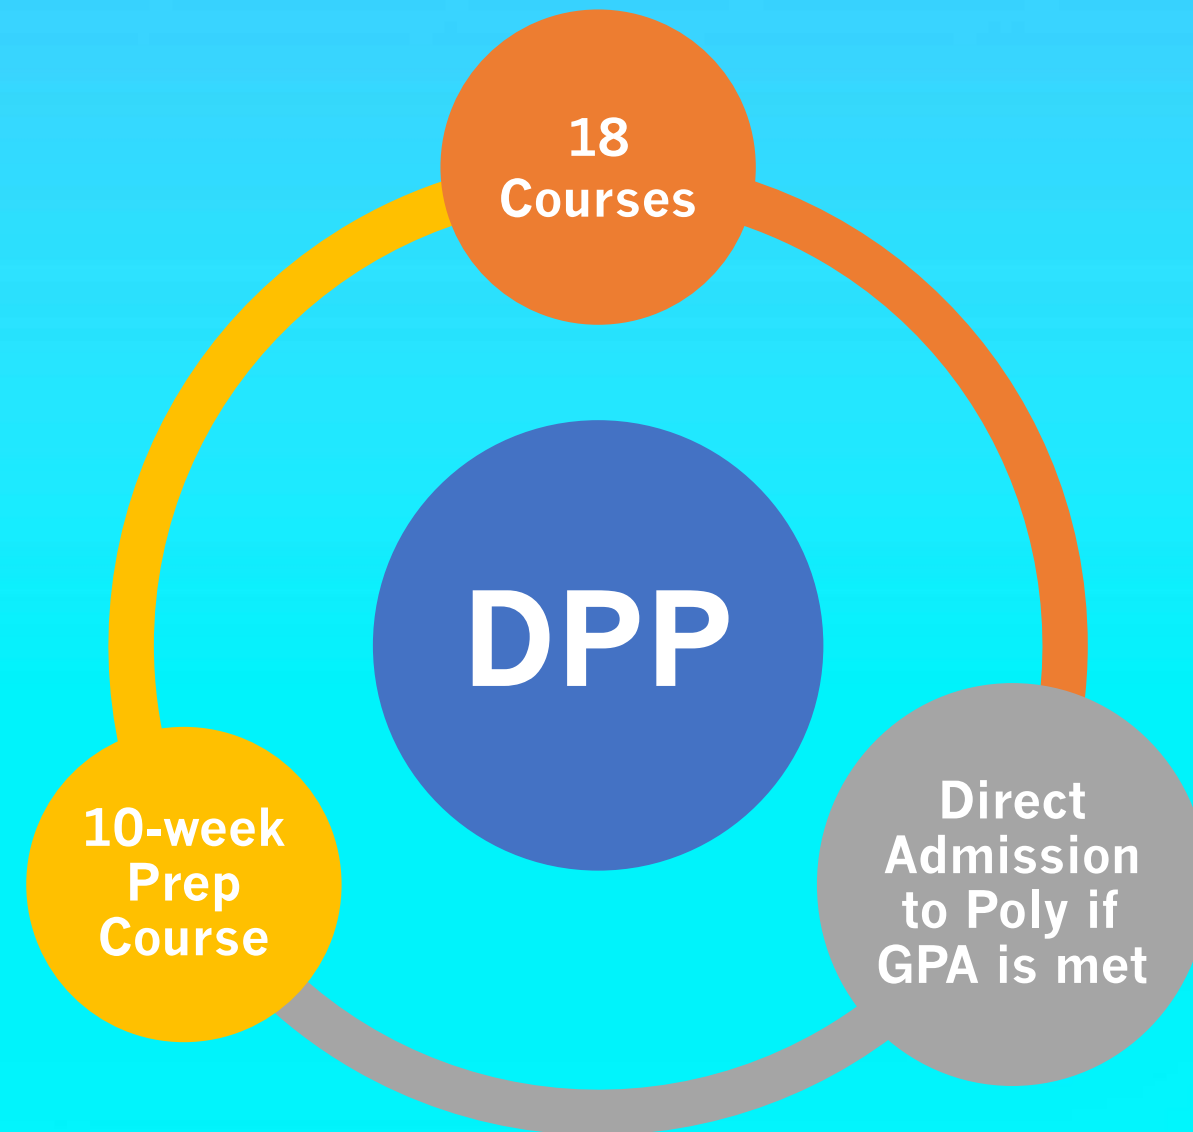 18
Courses
DPP
10-week
Prep
Course
Direct
Admission
to Poly if
GPA is met